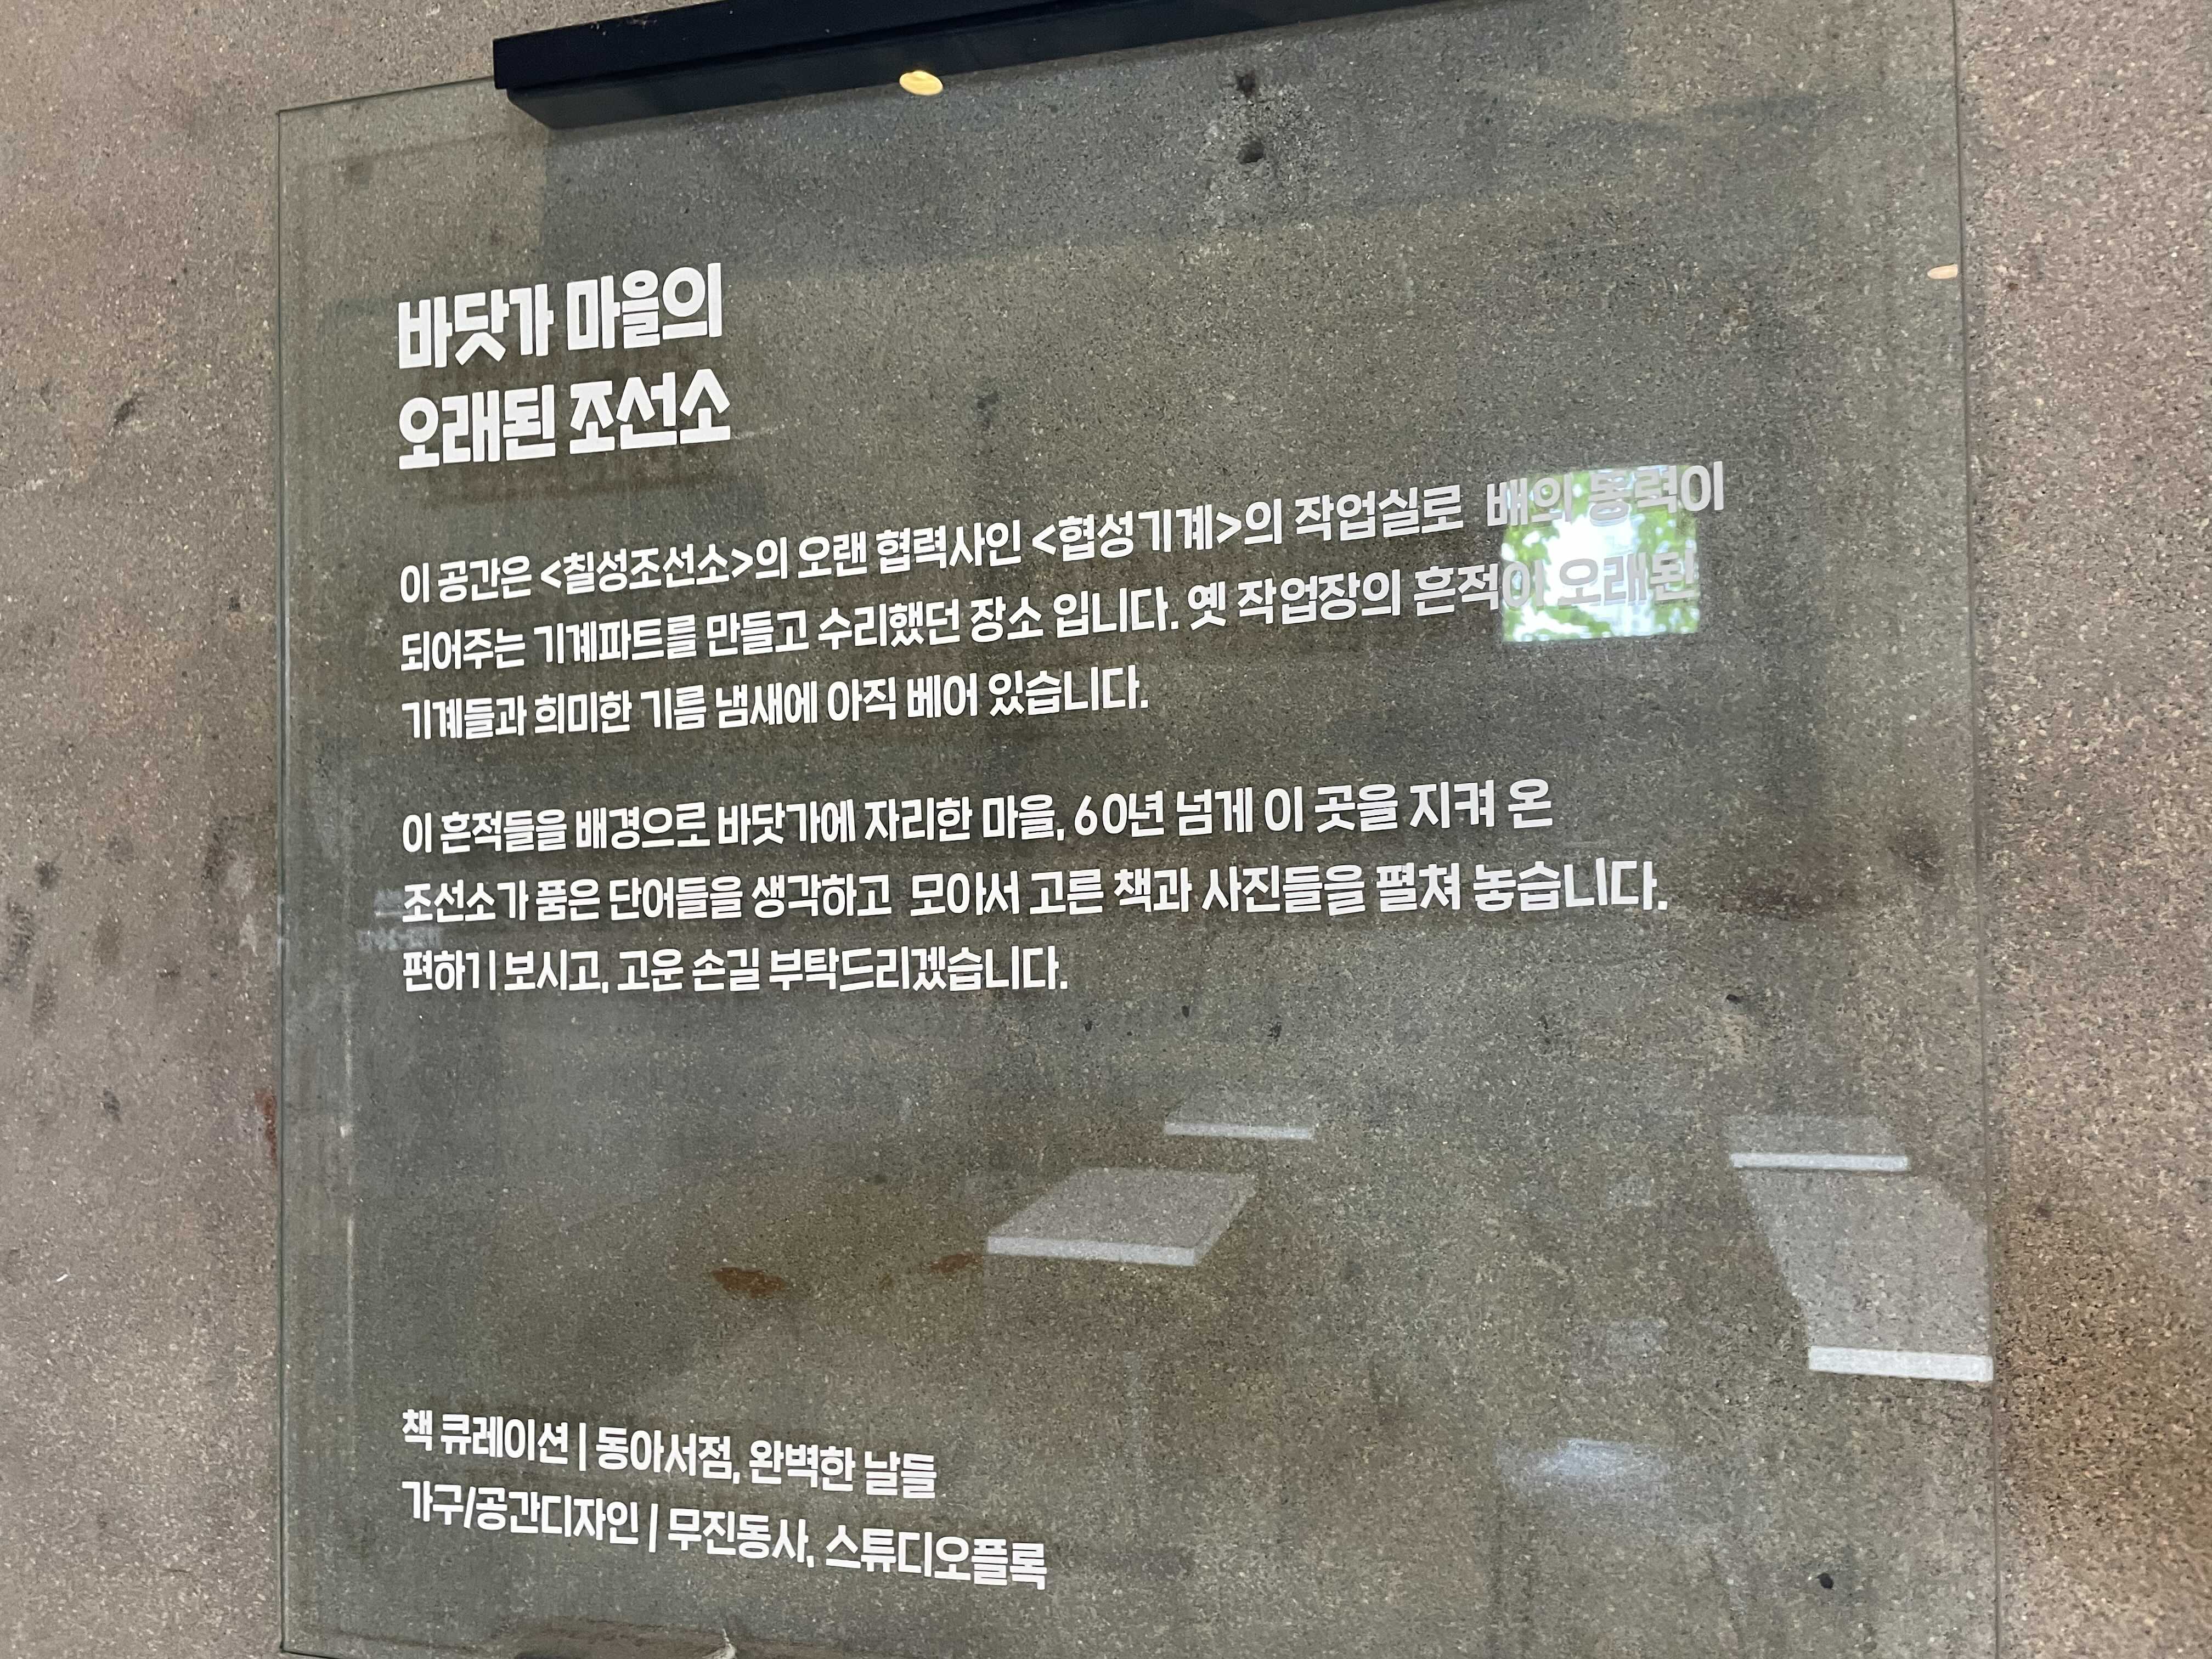 바닷가 마을의
오래된 조선소
이 공간은 <칠성조선소>의 오랜 협력사인 <협성기계>의 작업실로 배의 동력이
되어주는 기계파트를 만들고 수리했던 장소 입니다. 옛 작업장의 흔적이 오래된
기계들과 희미한 기름 냄새에 아직 베어 있습니다.
이 흔적들을 배경으로 바닷가에 자리한 마을, 60년 넘게 이 곳을 지켜 온
조선소가 품은 단어들을 생각하고 모아서 고른 책과 사진들을 펼쳐 놓습니다.
편하기 보시고, 고운 손길 부탁드리겠습니다.
책 큐레이션 | 동아서점, 완벽한 날들
가구/공간디자인 | 무진동사, 스튜디오플록